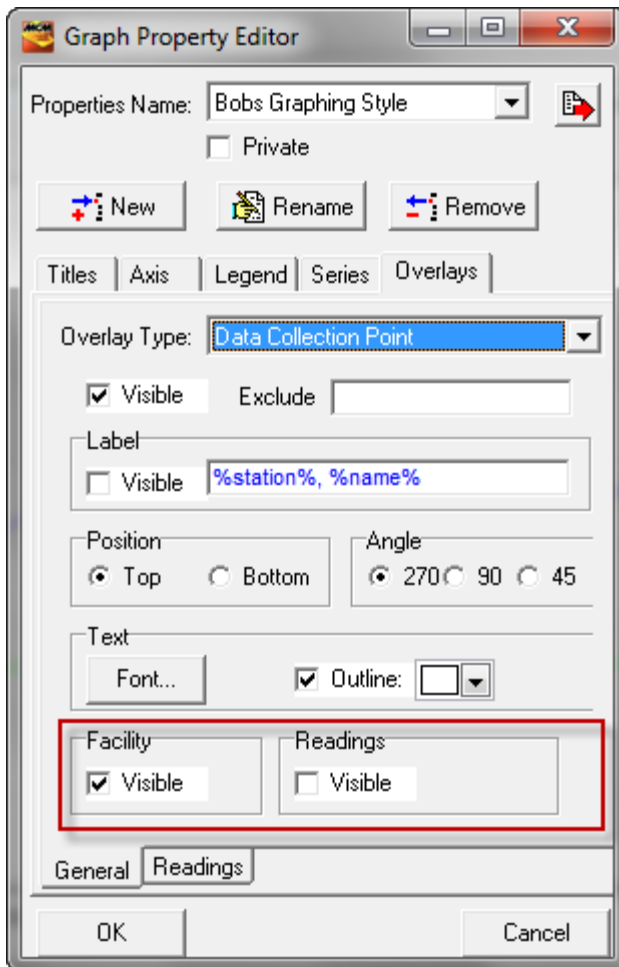 MCM
Graph Property Editor
Properties Name: Bobs Graphing Style
Private
New Rename Remove
Titles Axis Legend Series Overlays
Overlay Type: Data Collection Point
Visible Exclude
Label
Visible %station%, %name%
Position Angle
Top Bottom 270 90 45
Text
Font... Outline:
Facility Readings
Visible Visible
General Readings
OK Cancel